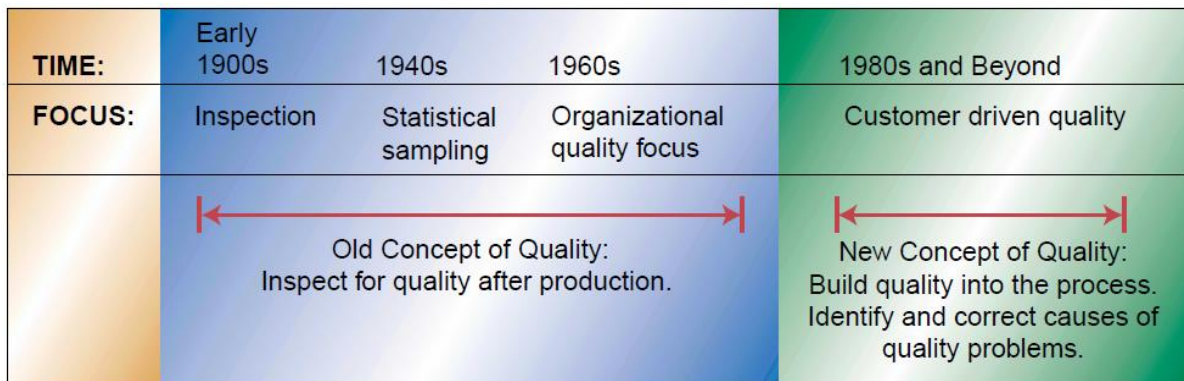 TIME: Early 1900s 1940s 1960s 1980s and Beyond
FOCUS: Inspection Statistical sampling Organizational quality focus Customer driven quality
Old Concept of Quality:
Inspect for quality after production.
New Concept of Quality:
Build quality into the process.
Identify and correct causes of
quality problems.